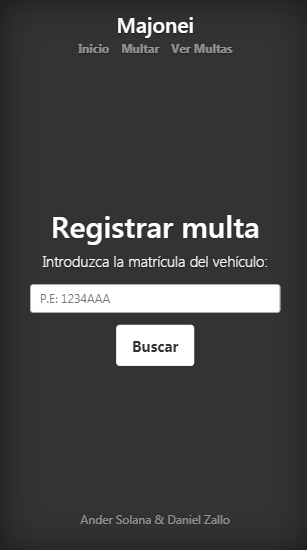 Majonei
Inicio Multar Ver Multas
Registrar multa
Introduzca la matrícula del vehículo:
P.E: 1234AAA
Buscar
Ander Solana & Daniel Zallo